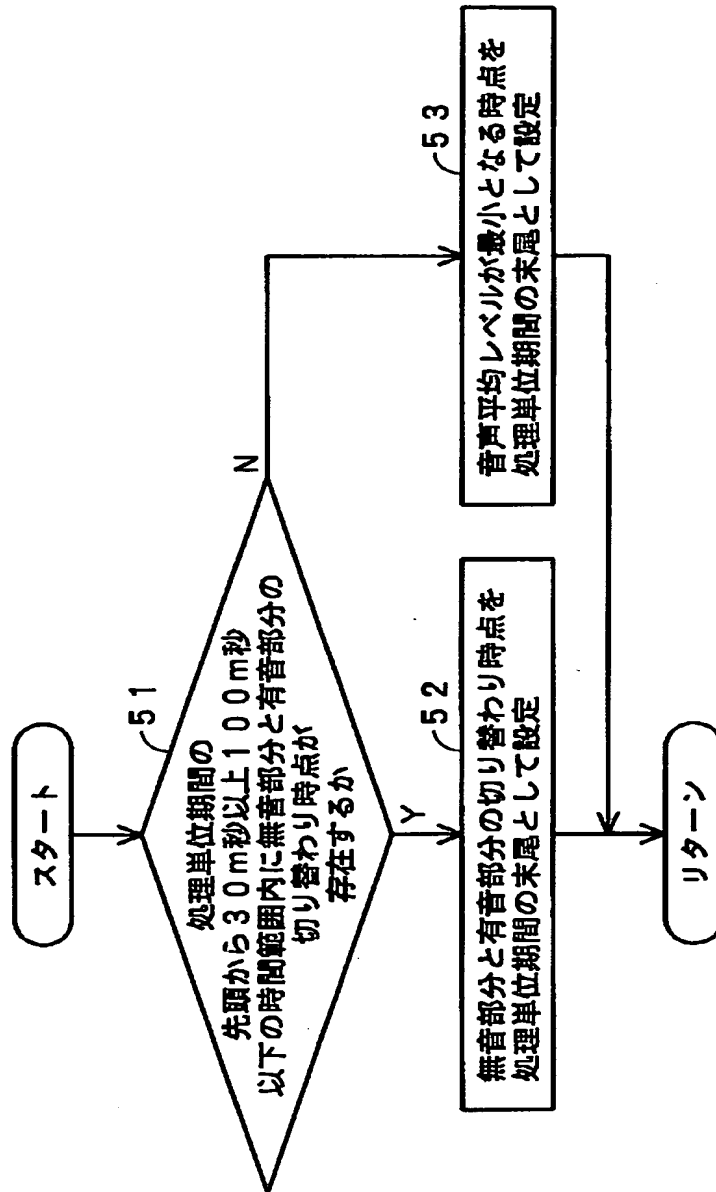 スタート
51
処理単位期間の
先頭から30m秒以上100m秒
以下の時間範囲内に無音部分と有音部分の
切り替わり時点が
存在するか
N
Y
52
無音部分と有音部分の切り替わり時点を
処理単位期間の末尾として設定
53
音声平均レベルが最小となる時点を
処理単位期間の末尾として設定
リターン